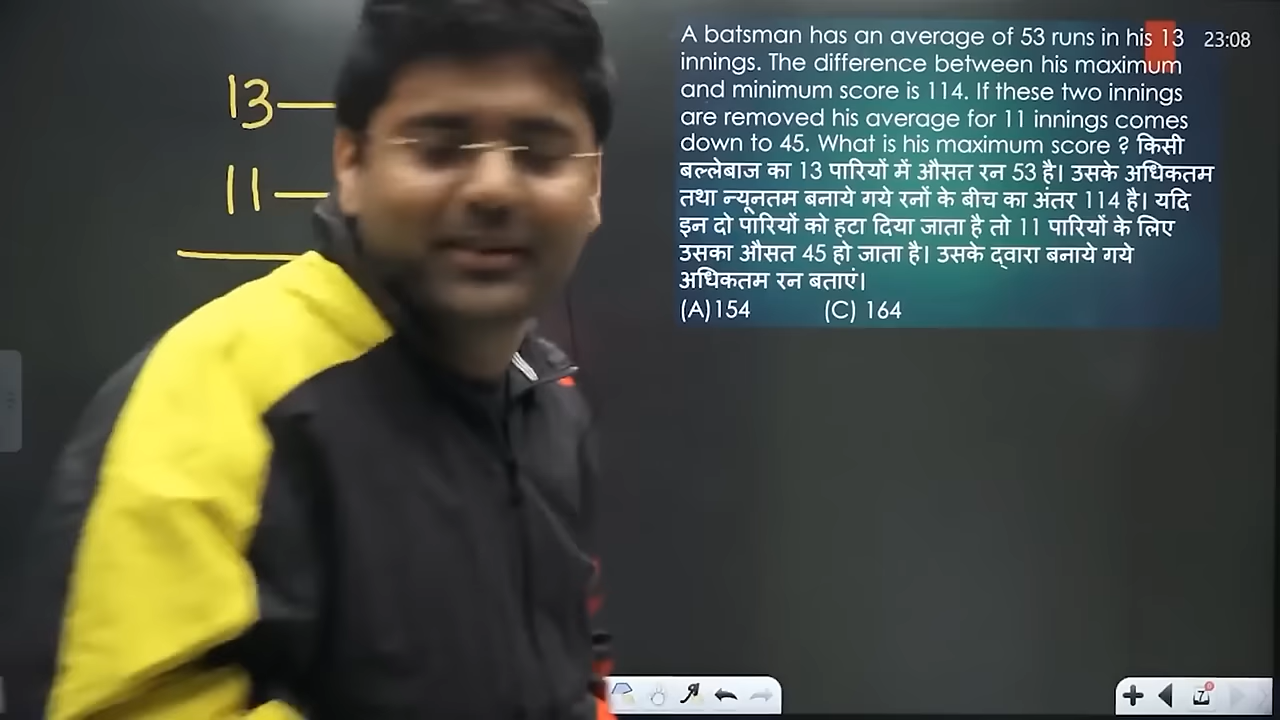 A batsman has an average of 53 runs in his 13
innings. The difference between his maximum
and minimum score is 114. If these two innings
are removed his average for 11 innings comes
down to 45. What is his maximum score ? किसी
बल्लेबाज का 13 पारियों में औसत रन 53 है। उसके अधिकतम
तथा न्यूनतम बनाये गये रनों के बीच का अंतर 114 है। यदि
इन दो पारियों को हटा दिया जाता है तो 11 पारियों के लिए
उसका औसत 45 हो जाता है। उसके द्वारा बनाये गये
अधिकतम रन बताएं।
(A)154 (C) 164
23:08
13
11
7